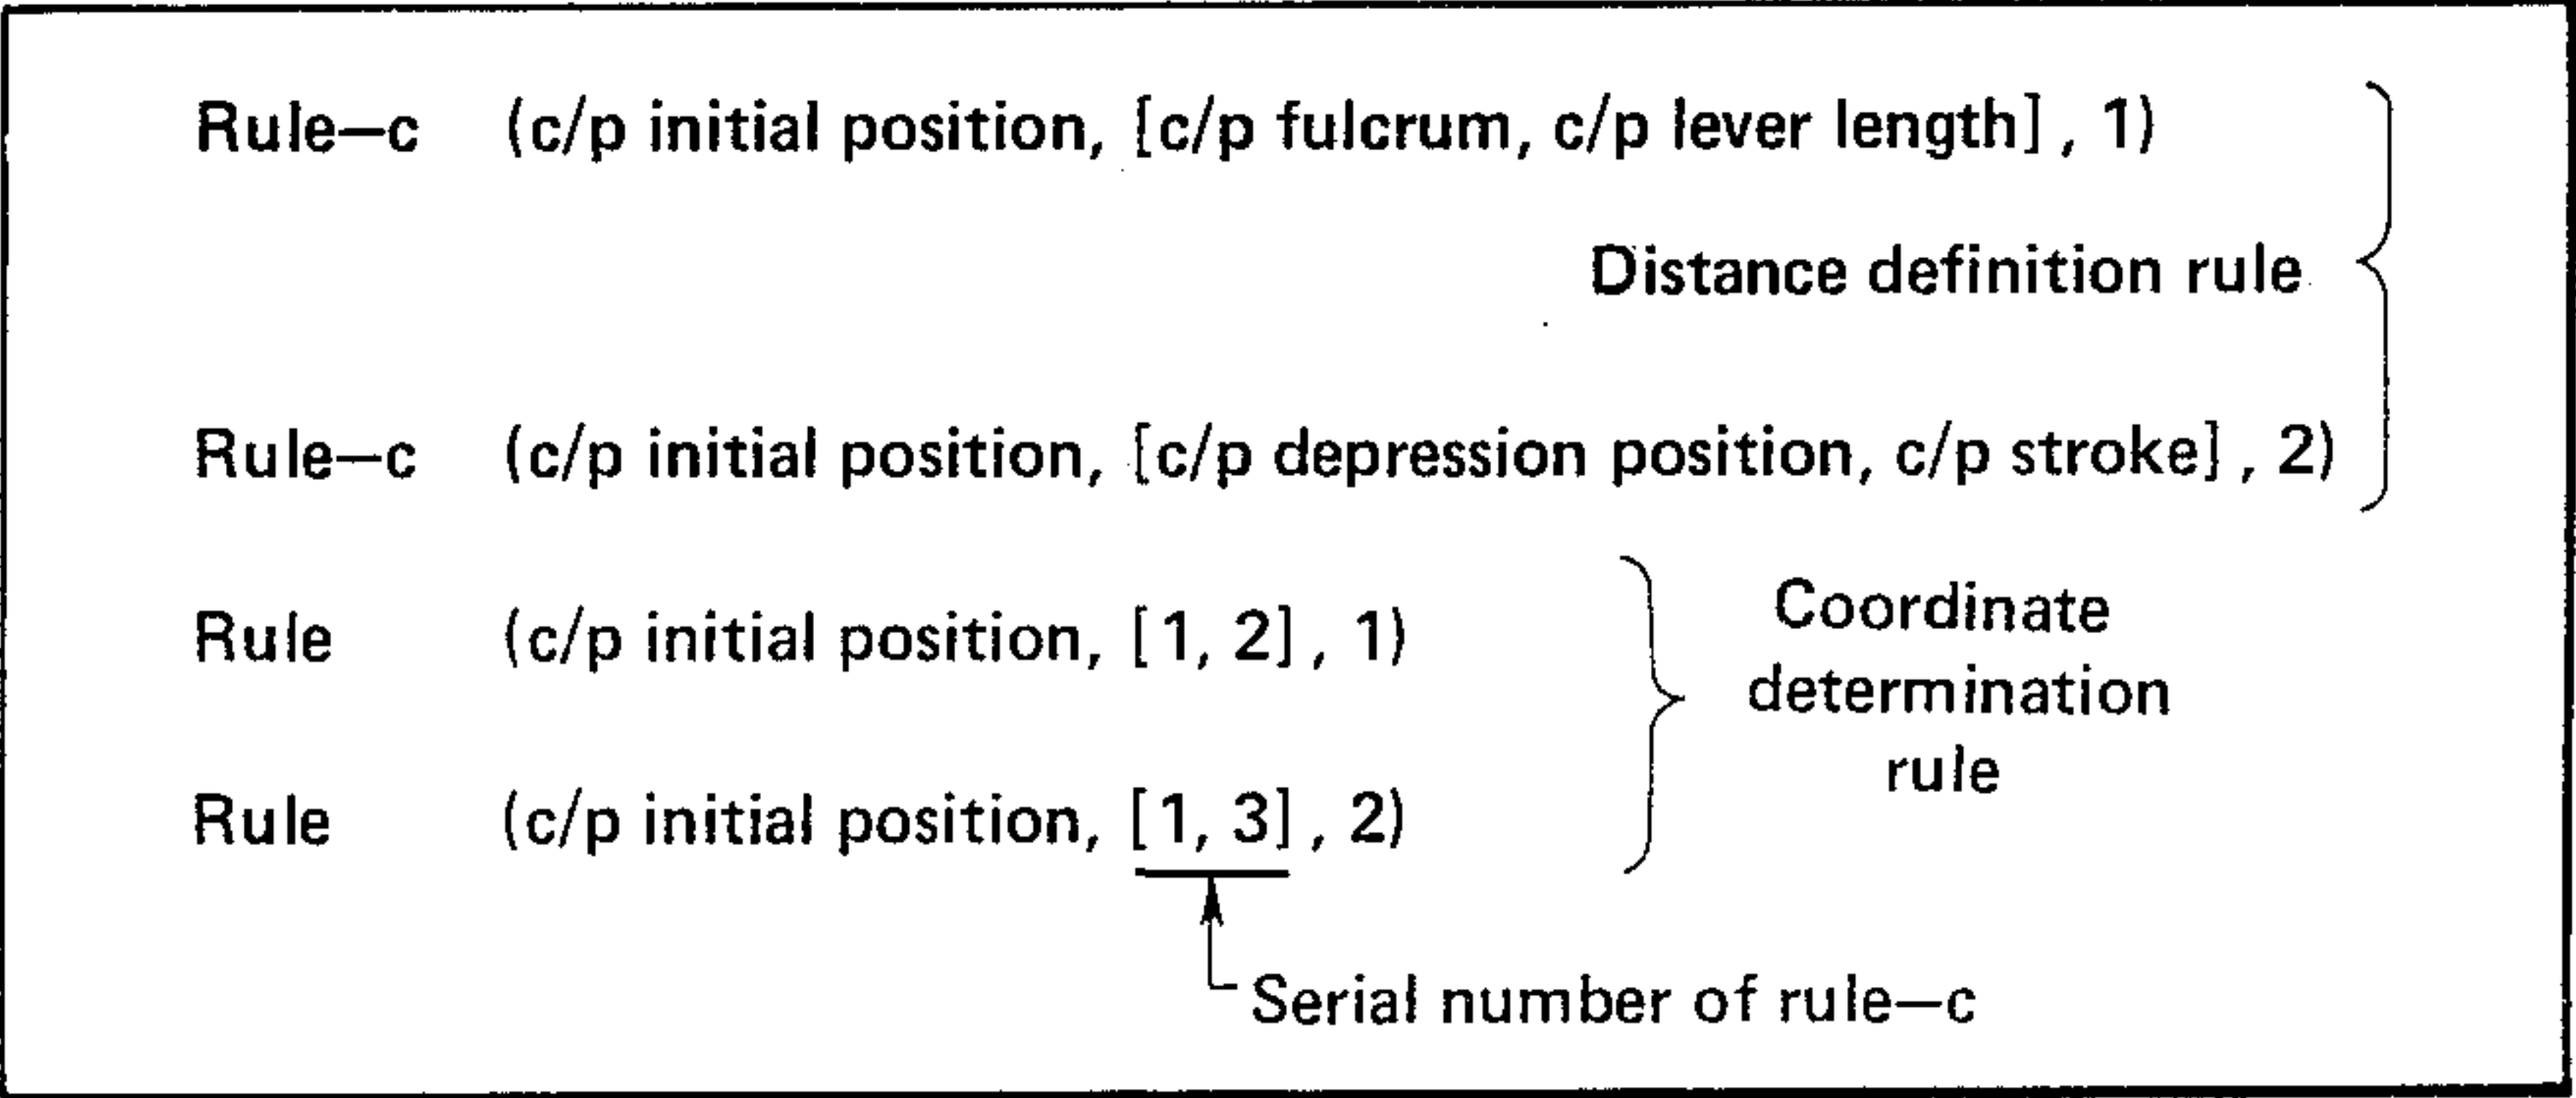 Rule–c (c/p initial position, [c/p fulcrum, c/p lever length] , 1)
Distance definition rule
Rule–c (c/p initial position, [c/p depression position, c/p stroke] , 2)
Rule (c/p initial position, [1, 2] , 1)
Coordinate
determination
rule
Rule (c/p initial position, [1, 3] , 2)
Serial number of rule–c